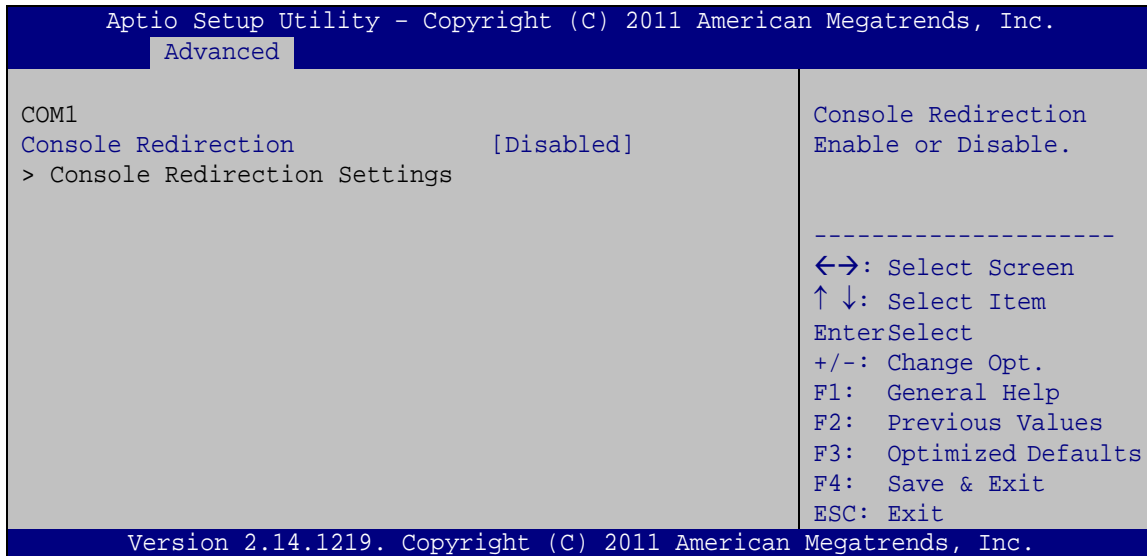 Aptio Setup Utility – Copyright (C) 2011 American Megatrends, Inc.
Advanced
COM1
Console Redirection [Disabled]
> Console Redirection Settings
Console Redirection
Enable or Disable.
---------------------
←→: Select Screen
↑ ↓: Select Item
EnterSelect
+/-: Change Opt.
F1: General Help
F2: Previous Values
F3: Optimized Defaults
F4: Save & Exit
ESC: Exit
Version 2.14.1219. Copyright (C) 2011 American Megatrends, Inc.